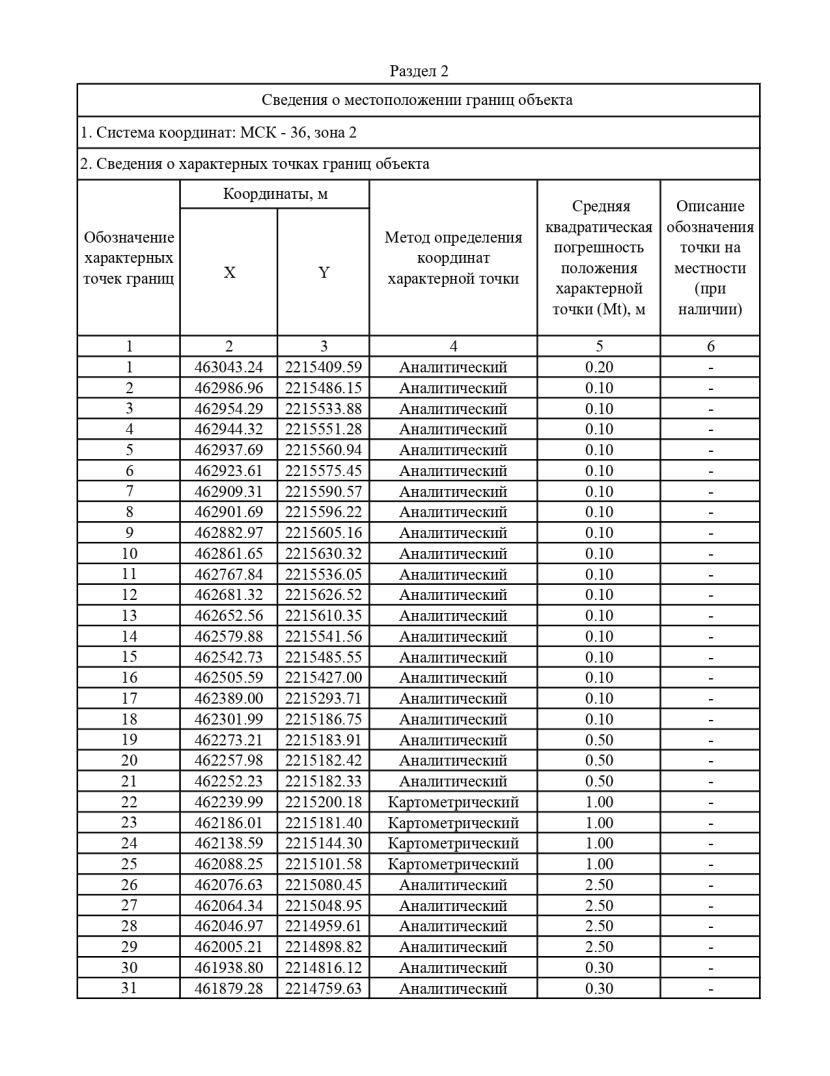 Раздел 2
Сведения о местоположении границ объекта
1. Система координат: МСК - 36, зона 2
2. Сведения о характерных точках границ объекта
Обозначение характерных точек границ
Координаты, м
X
Y
Метод определения координат характерной точки
Средняя квадратическая погрешность положения характерной точки (Mt), м
Описание обозначения точки на местности (при наличии)
1 2 3 4 5 6
1 463043.24 2215409.59 Аналитический 0.20 -
2 462986.96 2215486.15 Аналитический 0.10 -
3 462954.29 2215533.88 Аналитический 0.10 -
4 462944.32 2215551.28 Аналитический 0.10 -
5 462937.69 2215560.94 Аналитический 0.10 -
6 462923.61 2215575.45 Аналитический 0.10 -
7 462909.31 2215590.57 Аналитический 0.10 -
8 462901.69 2215596.22 Аналитический 0.10 -
9 462882.97 2215605.16 Аналитический 0.10 -
10 462861.65 2215630.32 Аналитический 0.10 -
11 462767.84 2215536.05 Аналитический 0.10 -
12 462681.32 2215626.52 Аналитический 0.10 -
13 462652.56 2215610.35 Аналитический 0.10 -
14 462579.88 2215541.56 Аналитический 0.10 -
15 462542.73 2215485.55 Аналитический 0.10 -
16 462505.59 2215427.00 Аналитический 0.10 -
17 462389.00 2215293.71 Аналитический 0.10 -
18 462301.99 2215186.75 Аналитический 0.10 -
19 462273.21 2215183.91 Аналитический 0.50 -
20 462257.98 2215182.42 Аналитический 0.50 -
21 462252.23 2215182.33 Аналитический 0.50 -
22 462239.99 2215200.18 Картометрический 1.00 -
23 462186.01 2215181.40 Картометрический 1.00 -
24 462138.59 2215144.30 Картометрический 1.00 -
25 462088.25 2215101.58 Картометрический 1.00 -
26 462076.63 2215080.45 Аналитический 2.50 -
27 462064.34 2215048.95 Аналитический 2.50 -
28 462046.97 2214959.61 Аналитический 2.50 -
29 462005.21 2214898.82 Аналитический 2.50 -
30 461938.80 2214816.12 Аналитический 0.30 -
31 461879.28 2214759.63 Аналитический 0.30 -